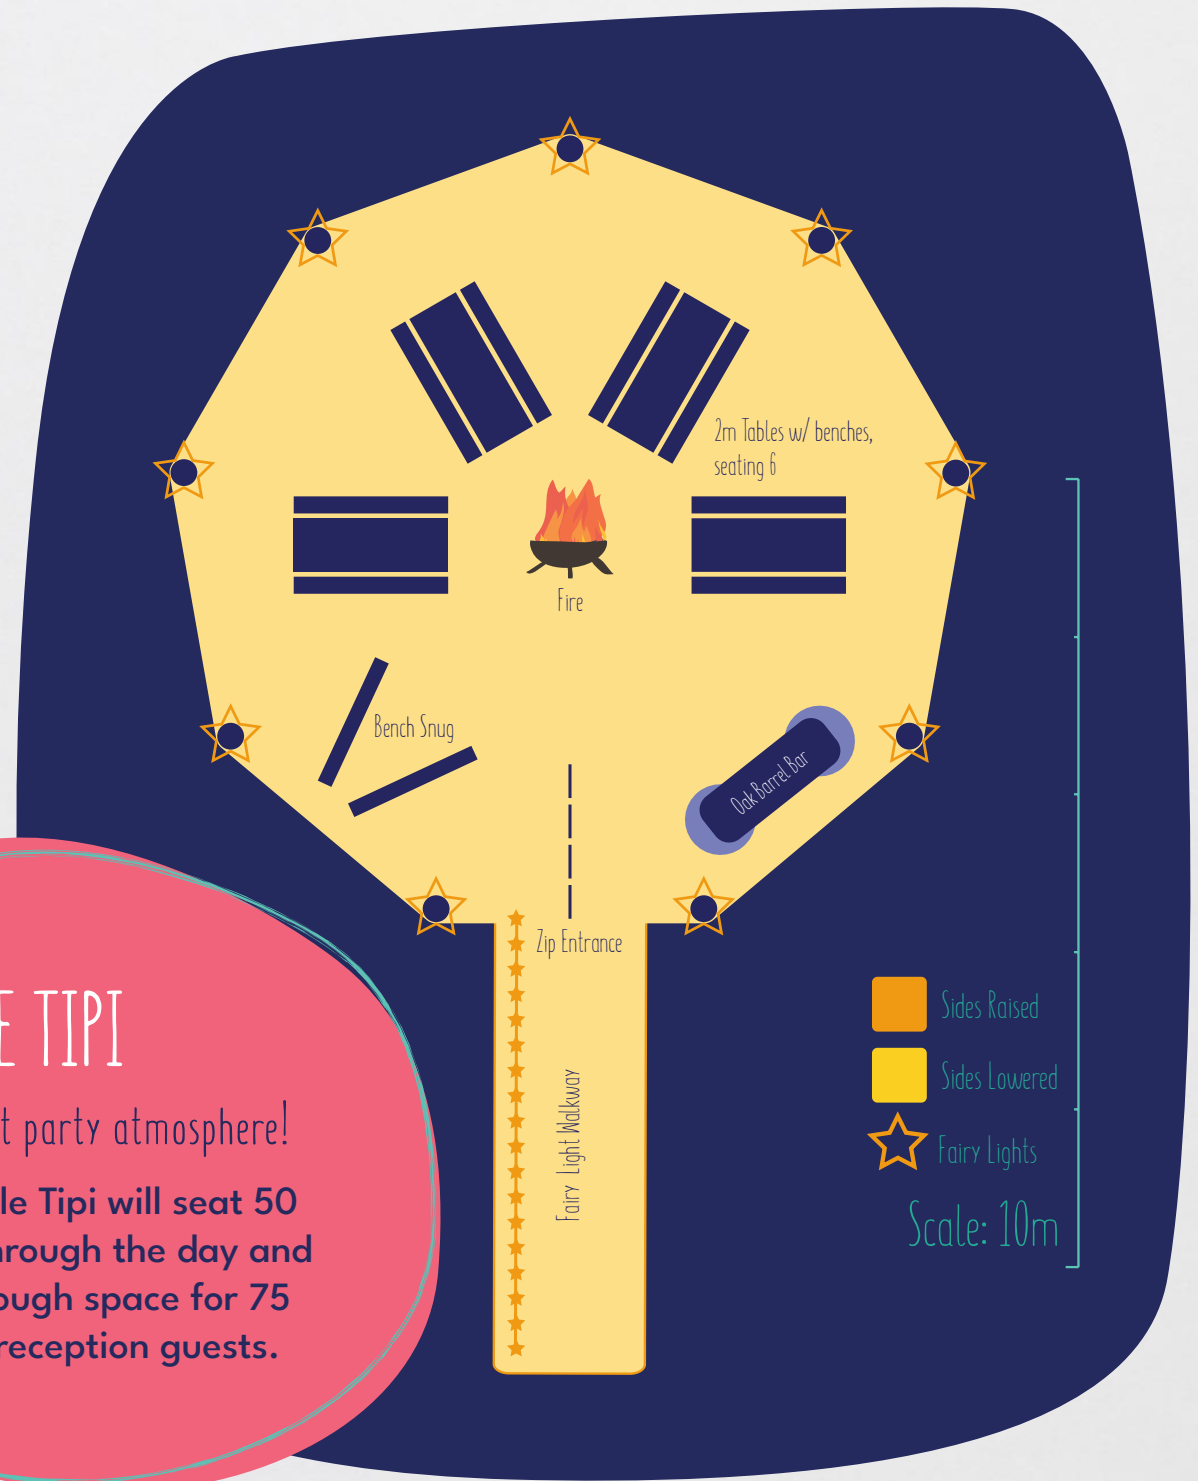 2m Tables w/ benches,
seating 6
Fire
Bench Snug
Oak Barrel Bar
Zip Entrance
Fairy Light Walkway
Sides Raised
Sides Lowered
Fairy Lights
Scale: 10m
E TIPI
t party atmosphere!
le Tipi will seat 50
hrough the day and
ough space for 75
reception guests.